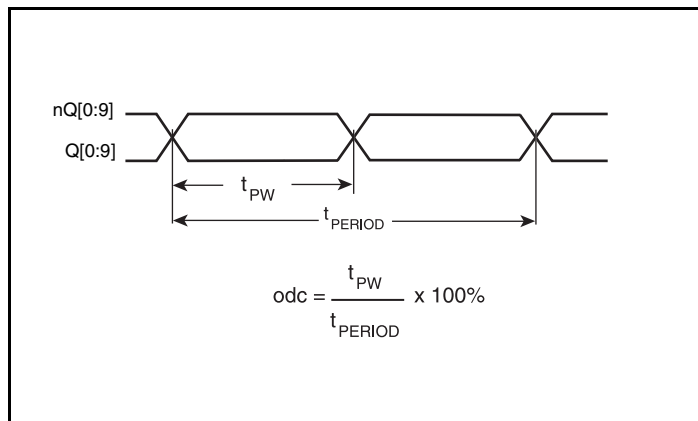 nQ[0:9]
Q[0:9]
tPW
tPERIOD
odc = tPW / tPERIOD x 100%